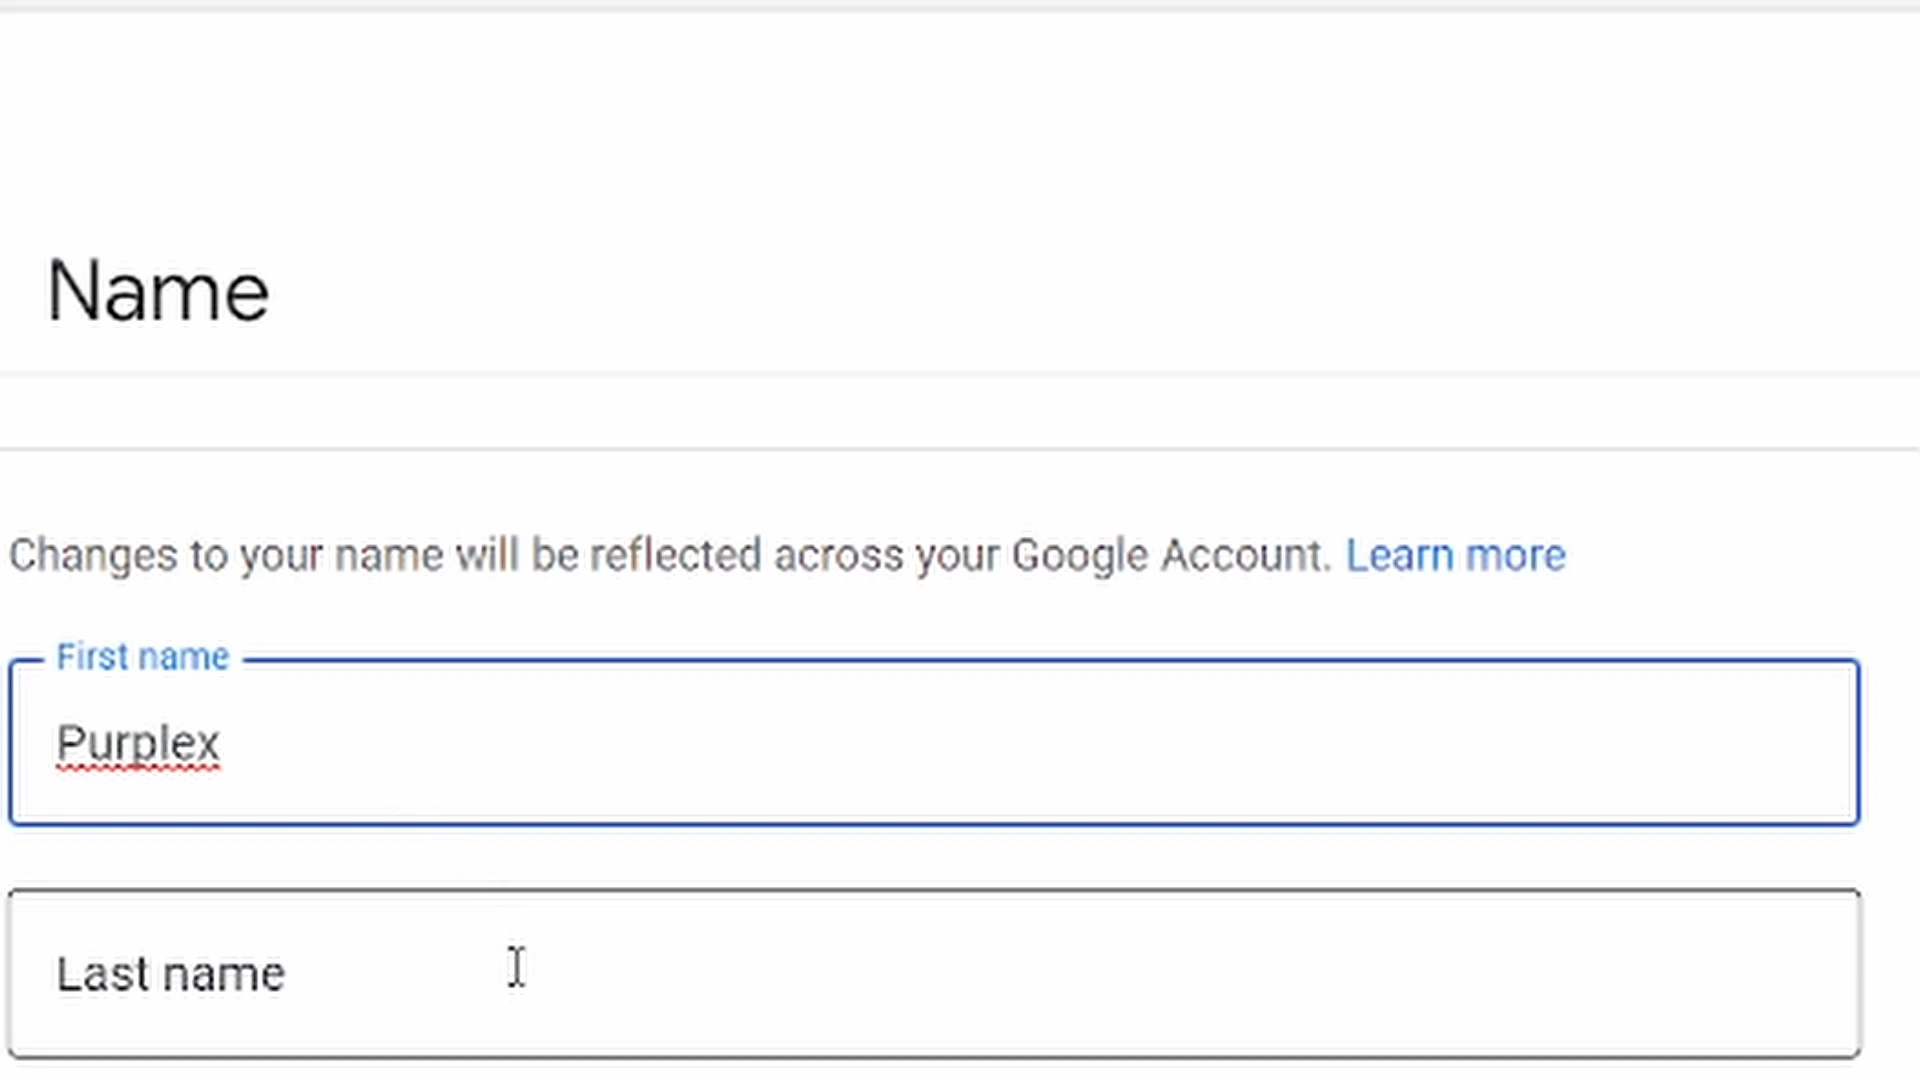 Name
Changes to your name will be reflected across your Google Account. Learn more
First name
Purplex
Last name